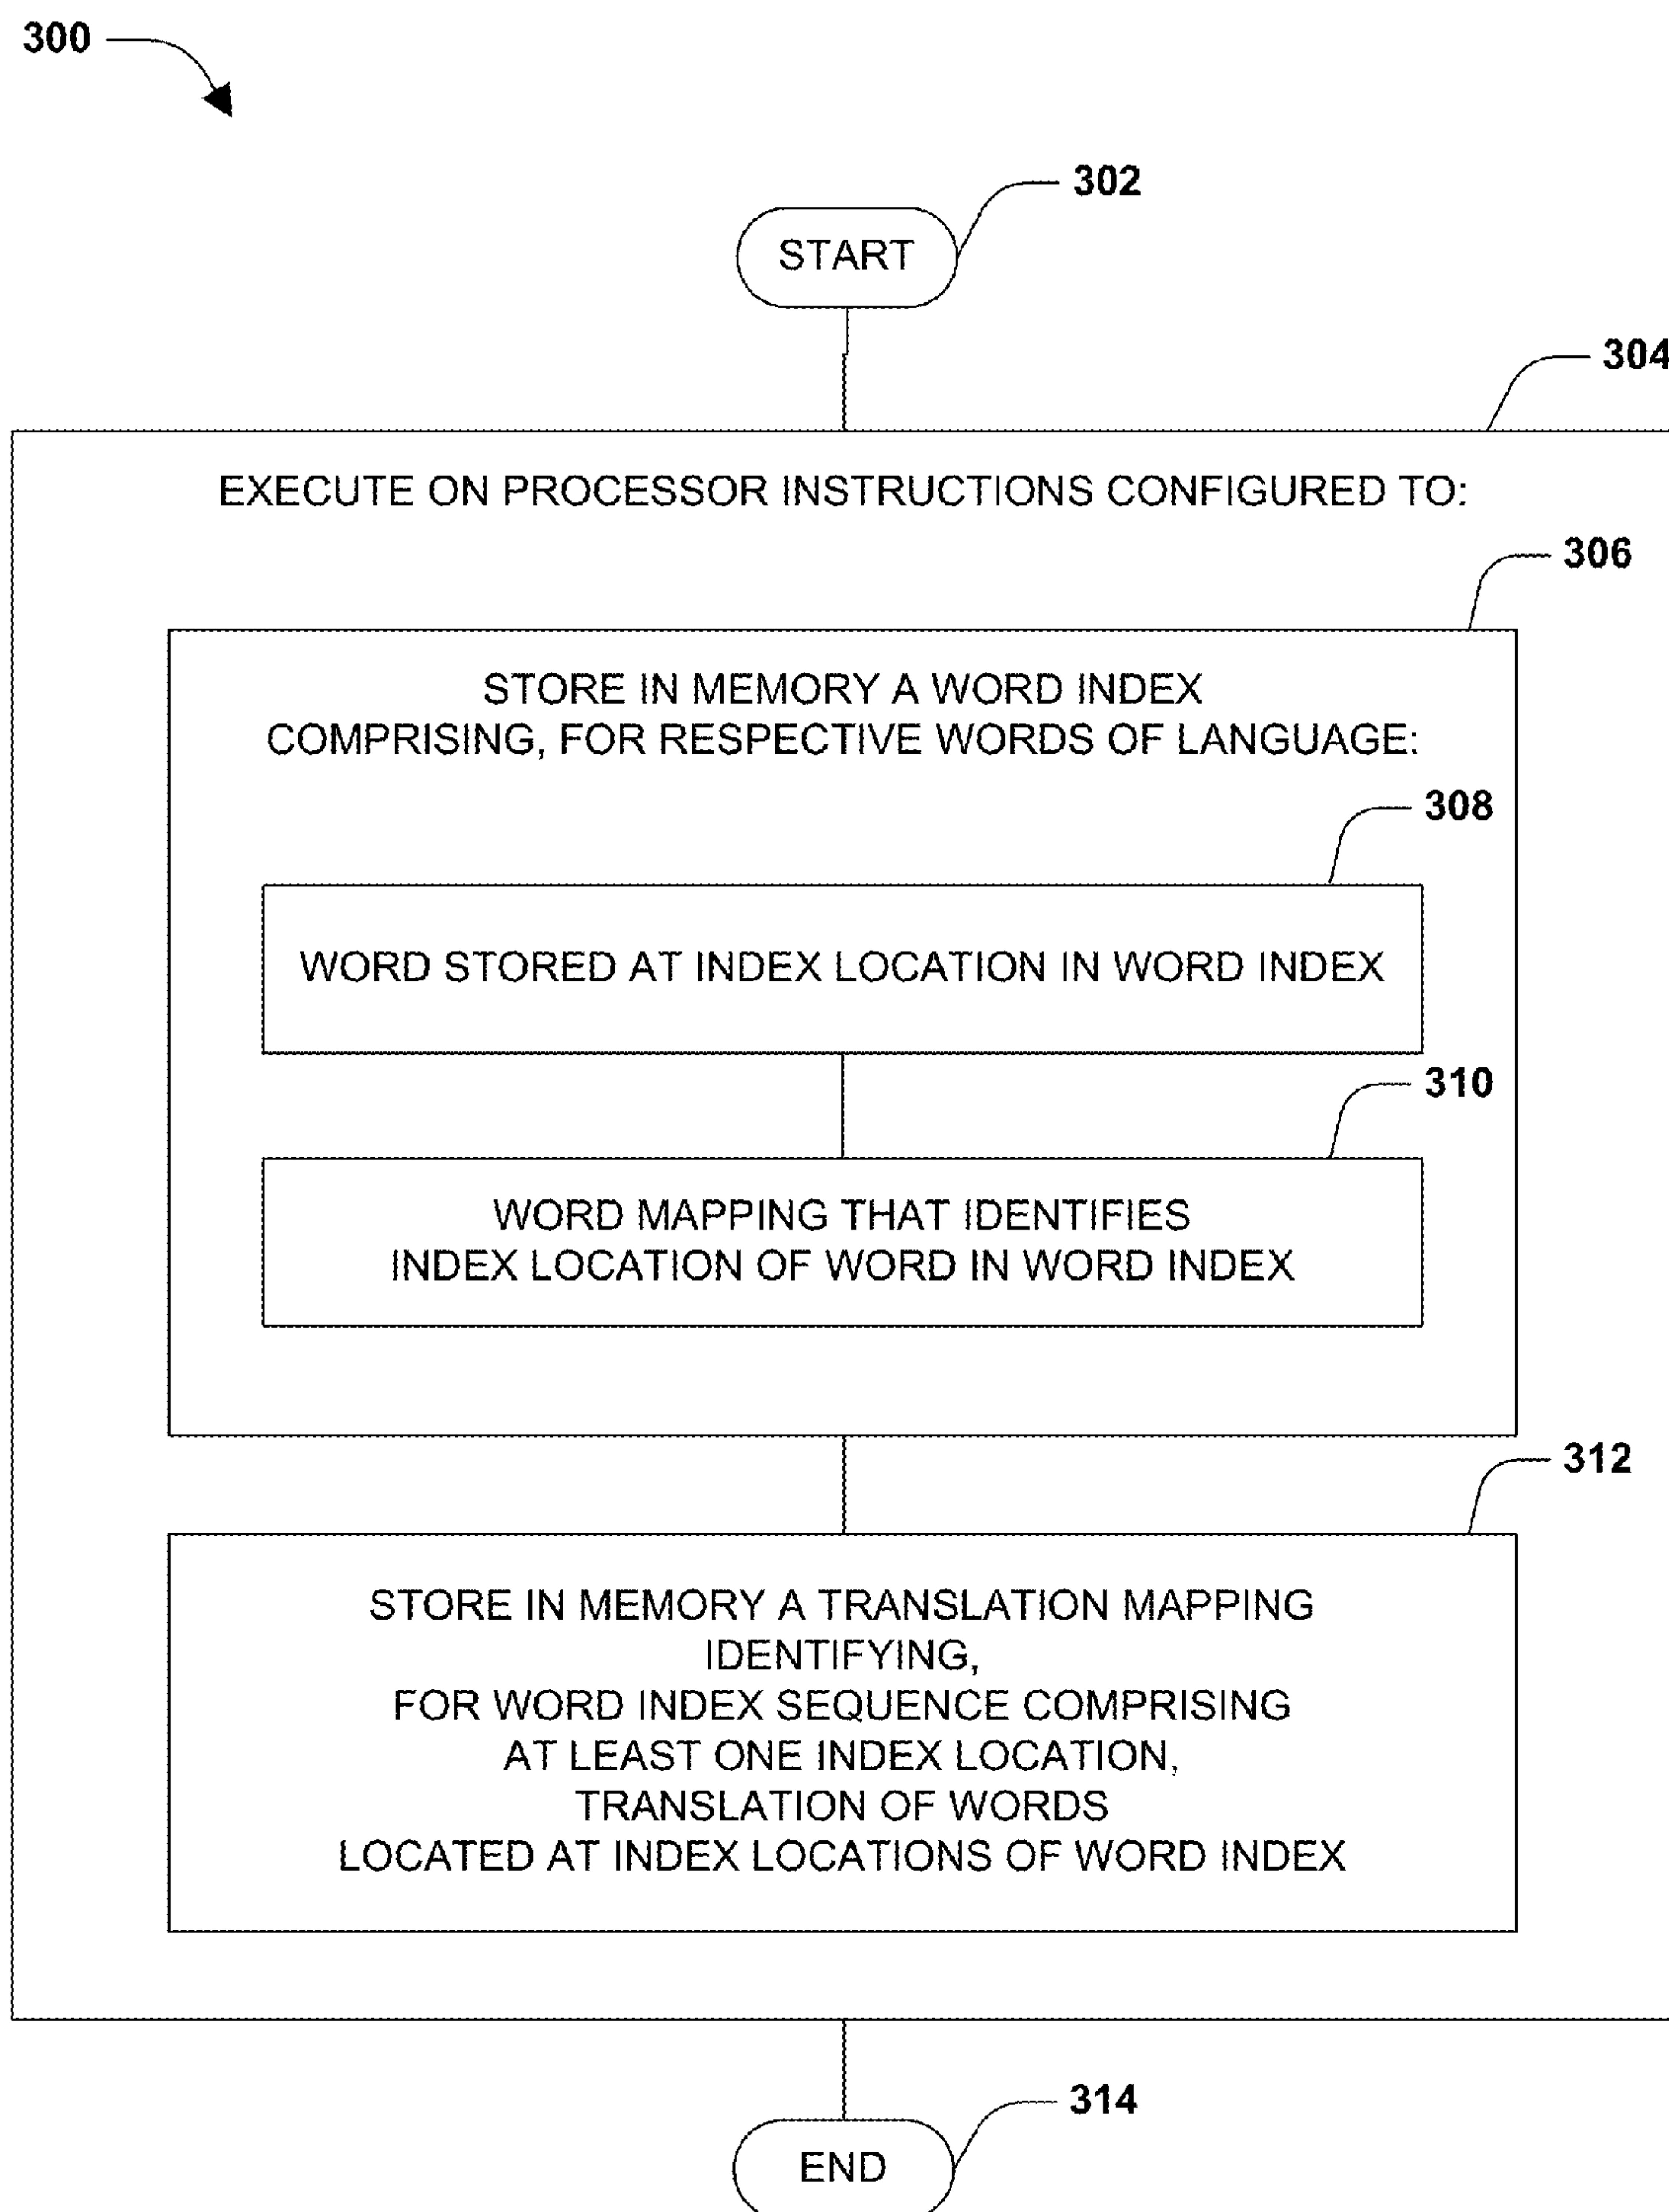 300
302
START
304
EXECUTE ON PROCESSOR INSTRUCTIONS CONFIGURED TO:
306
STORE IN MEMORY A WORD INDEX
COMPRISING, FOR RESPECTIVE WORDS OF LANGUAGE:
308
WORD STORED AT INDEX LOCATION IN WORD INDEX
310
WORD MAPPING THAT IDENTIFIES
INDEX LOCATION OF WORD IN WORD INDEX
312
STORE IN MEMORY A TRANSLATION MAPPING
IDENTIFYING,
FOR WORD INDEX SEQUENCE COMPRISING
AT LEAST ONE INDEX LOCATION,
TRANSLATION OF WORDS
LOCATED AT INDEX LOCATIONS OF WORD INDEX
314
END